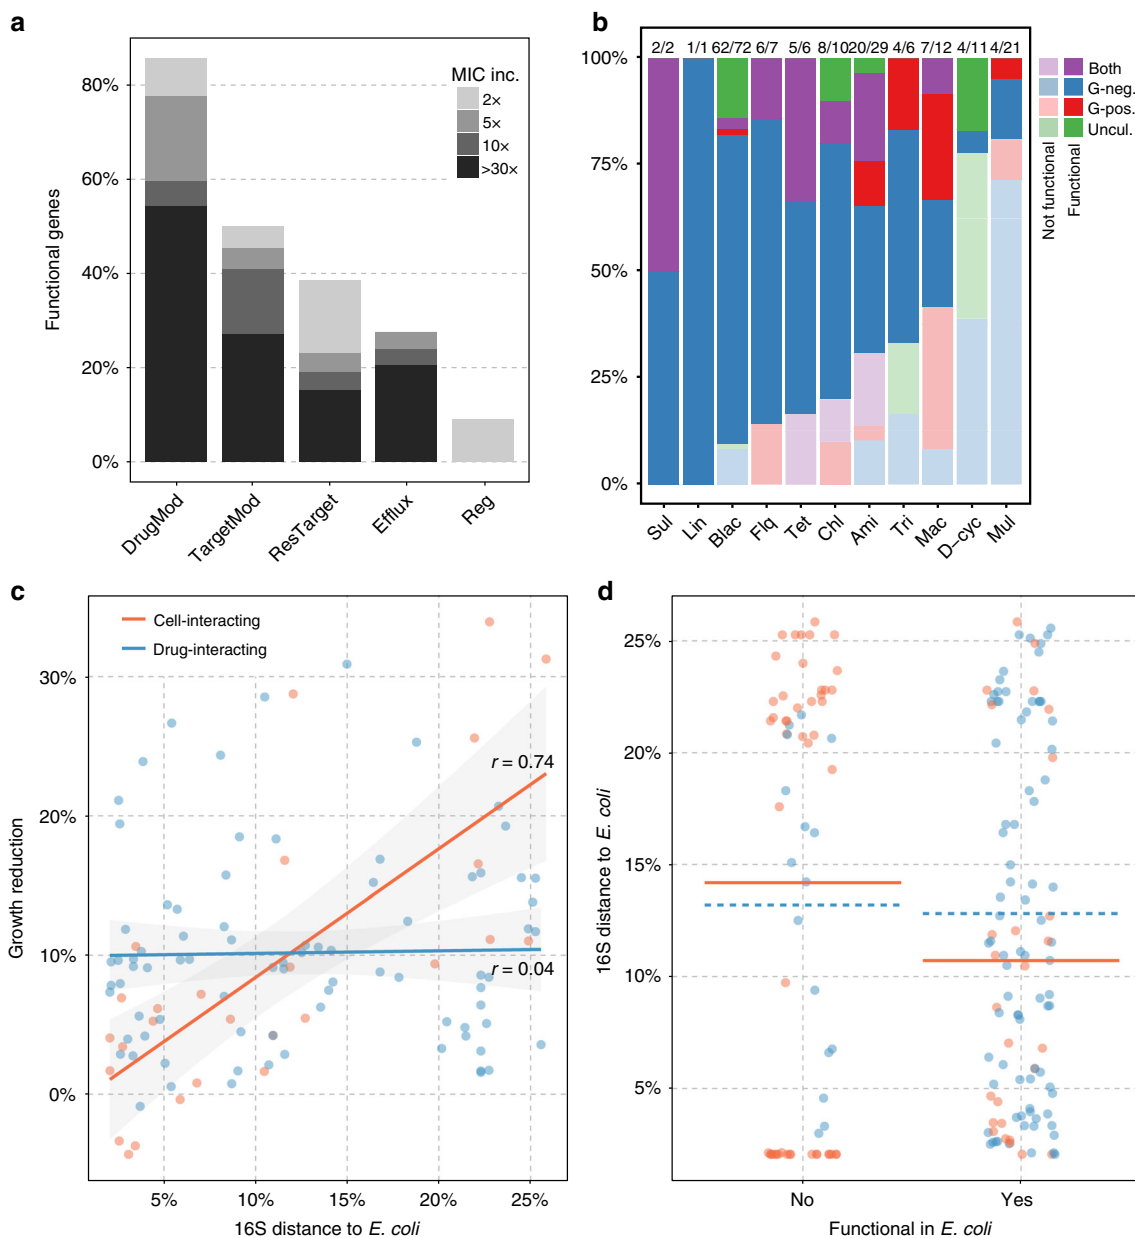 a
Functional genes
80%
60%
40%
20%
0%
MIC inc.
2×
5×
10×
>30×
DrugMod
TargetMod
ResTarget
Efflux
Reg
b
2/2 1/1 62/72 6/7 5/6 8/10 20/29 4/6 7/12 4/11 4/21
100%
75%
50%
25%
0%
Both
G-neg.
G-pos.
Uncul.
Not functional
Functional
Sul
Lin
Blac
Flq
Tet
Chl
Ami
Tri
Mac
D-cyc
Mul
c
Cell-interacting
Drug-interacting
Growth reduction
30%
20%
10%
0%
r = 0.74
r = 0.04
5% 10% 15% 20% 25%
16S distance to E. coli
d
16S distance to E. coli
25%
20%
15%
10%
5%
No Yes
Functional in E. coli